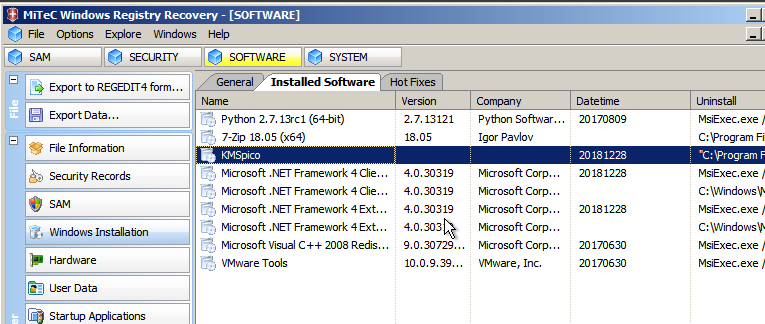 MiTeC Windows Registry Recovery - [SOFTWARE]
File Options Explore Windows Help
SAM SECURITY SOFTWARE SYSTEM
File
Export to REGEDIT4 form...
Export Data...
File Information
Security Records
SAM
Windows Installation
Hardware
User Data
Startup Applications
Explorer
General Installed Software Hot Fixes
Name Version Company Datetime Uninstall
Python 2.7.13rc1 (64-bit) 2.7.13121 Python Softwar... 20170809 MsiExec.exe /
7-Zip 18.05 (x64) 18.05 Igor Pavlov C:\Program Fil
KMSpico 20181228 "C:\Program F
Microsoft .NET Framework 4 Clie... 4.0.30319 Microsoft Corp... 20181228 MsiExec.exe /
Microsoft .NET Framework 4 Clie... 4.0.30319 Microsoft Corp... C:\Windows\M
Microsoft .NET Framework 4 Ext... 4.0.30319 Microsoft Corp... 20181228 MsiExec.exe /
Microsoft .NET Framework 4 Ext... 4.0.303 Microsoft Corp... C:\Windows\M
Microsoft Visual C++ 2008 Redis... 9.0.30729... Microsoft Corp... 20170630 MsiExec.exe /
VMware Tools 10.0.9.39... VMware, Inc. 20170630 MsiExec.exe /